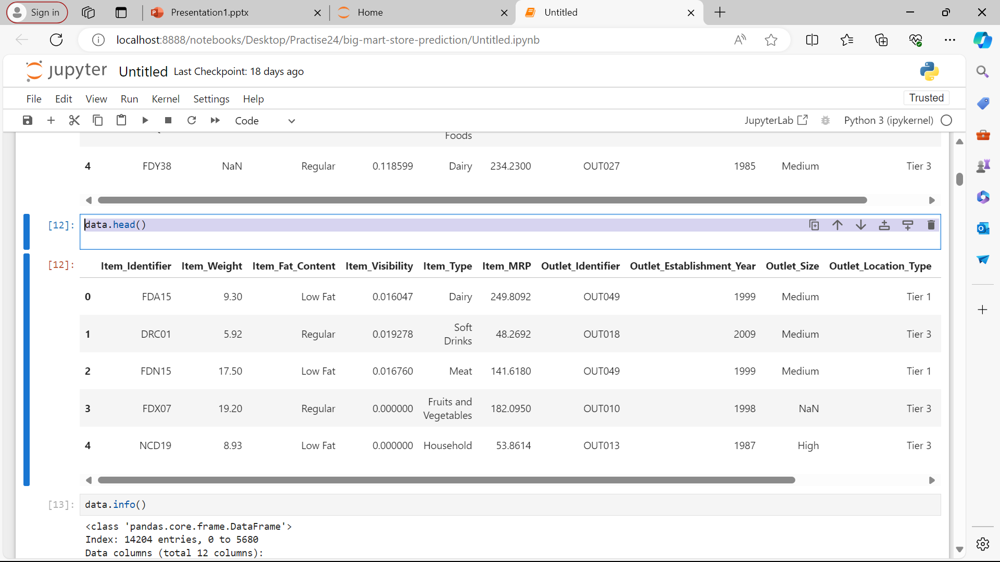 Sign in
Presentation1.pptx
Home
Untitled
localhost:8888/notebooks/Desktop/Practise24/big-mart-store-prediction/Untitled.ipynb
jupyter Untitled Last Checkpoint: 18 days ago
File Edit View Run Kernel Settings Help
Trusted
Code
JupyterLab
Python 3 (ipykernel)
Foods
4 FDY38 NaN Regular 0.118599 Dairy 234.2300 OUT027 1985 Medium Tier 3
[12]: data.head()
[12]: Item_Identifier Item_Weight Item_Fat_Content Item_Visibility Item_Type Item_MRP Outlet_Identifier Outlet_Establishment_Year Outlet_Size Outlet_Location_Type
0 FDA15 9.30 Low Fat 0.016047 Dairy 249.8092 OUT049 1999 Medium Tier 1
1 DRC01 5.92 Regular 0.019278 Soft Drinks 48.2692 OUT018 2009 Medium Tier 3
2 FDN15 17.50 Low Fat 0.016760 Meat 141.6180 OUT049 1999 Medium Tier 1
3 FDX07 19.20 Regular 0.000000 Fruits and Vegetables 182.0950 OUT010 1998 NaN Tier 3
4 NCD19 8.93 Low Fat 0.000000 Household 53.8614 OUT013 1987 High Tier 3
[13]: data.info()
<class 'pandas.core.frame.DataFrame'>
Index: 14204 entries, 0 to 5680
Data columns (total 12 columns):